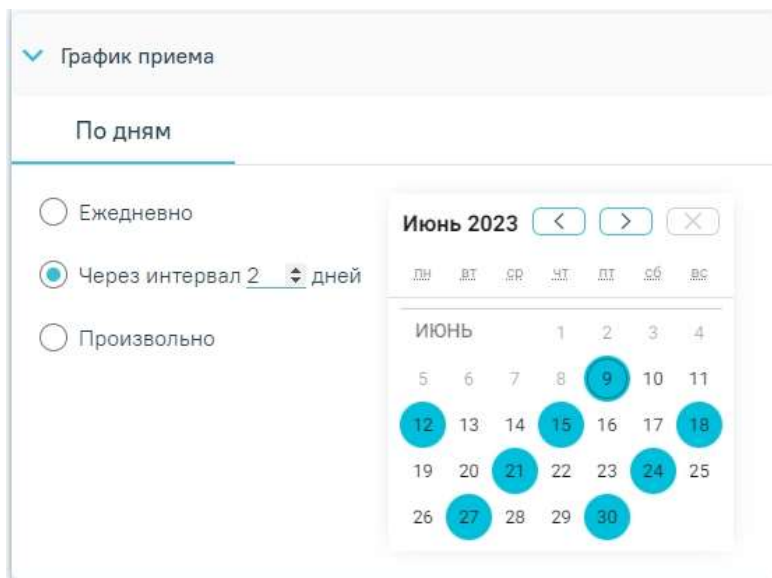 График приема
По дням
Ежедневно
Через интервал 2 дней
Произвольно
Июнь 2023
пн вт ср чт пт сб вс
ИЮНЬ 1 2 3 4
5 6 7 8 9 10 11
12 13 14 15 16 17 18
19 20 21 22 23 24 25
26 27 28 29 30